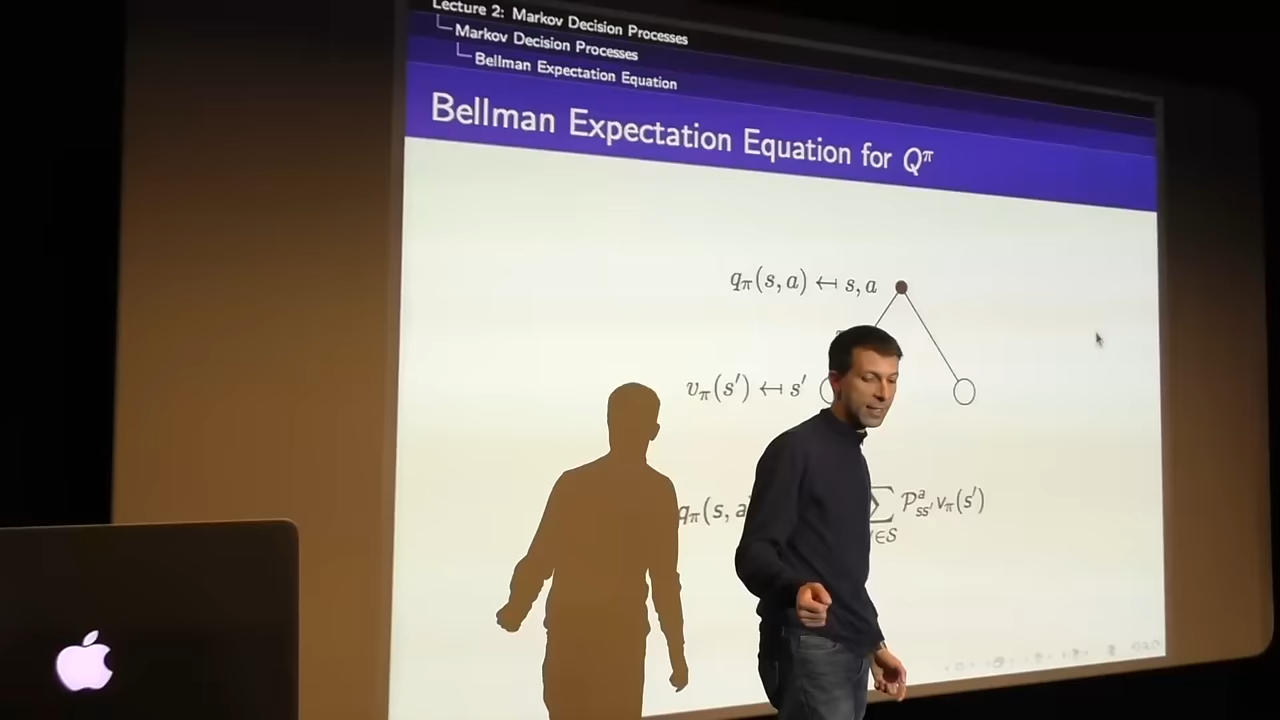 Lecture 2: Markov Decision Processes
Markov Decision Processes
Bellman Expectation Equation
Bellman Expectation Equation for Qπ
qπ(s, a) ↤ s, a
vπ(s′) ↤ s′
qπ(s, a ∑ 𝒫ᵃss′ vπ(s′)
∈𝒮